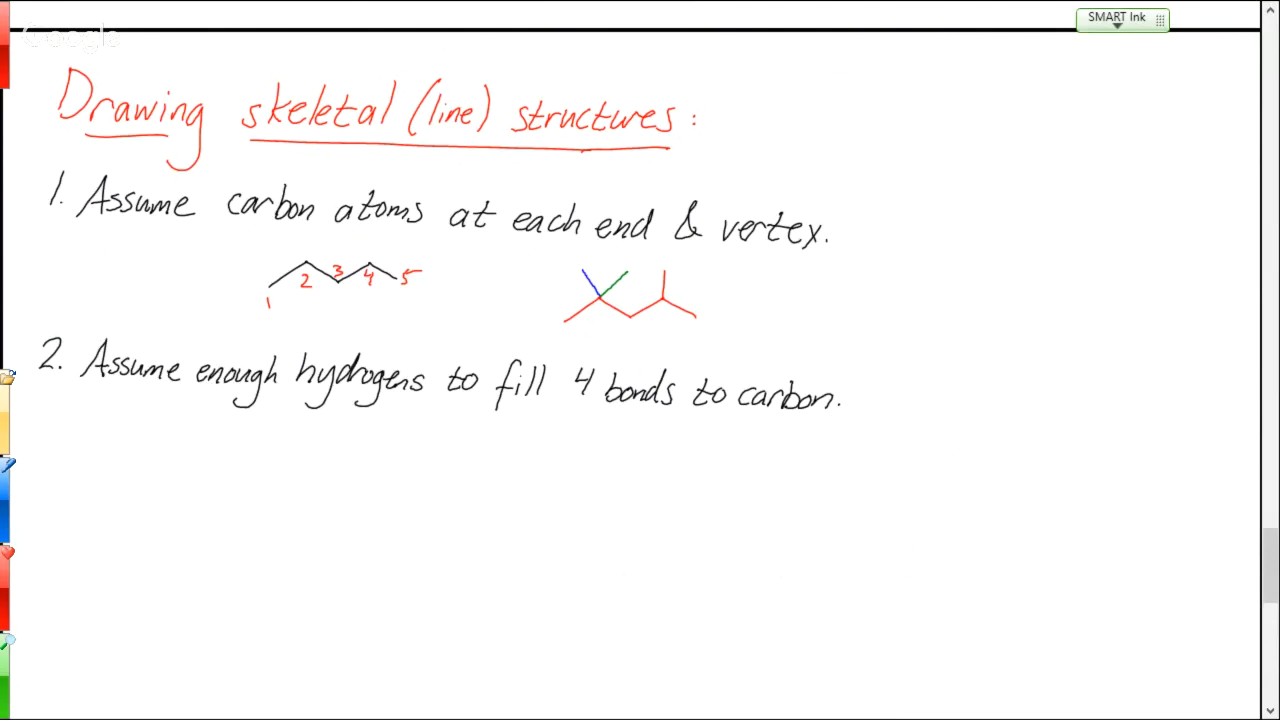 SMART Ink
Google
Drawing skeletal (line) structures:
1. Assume carbon atoms at each end & vertex.
1 2 3 4 5
2. Assume enough hydrogens to fill 4 bonds to carbon.